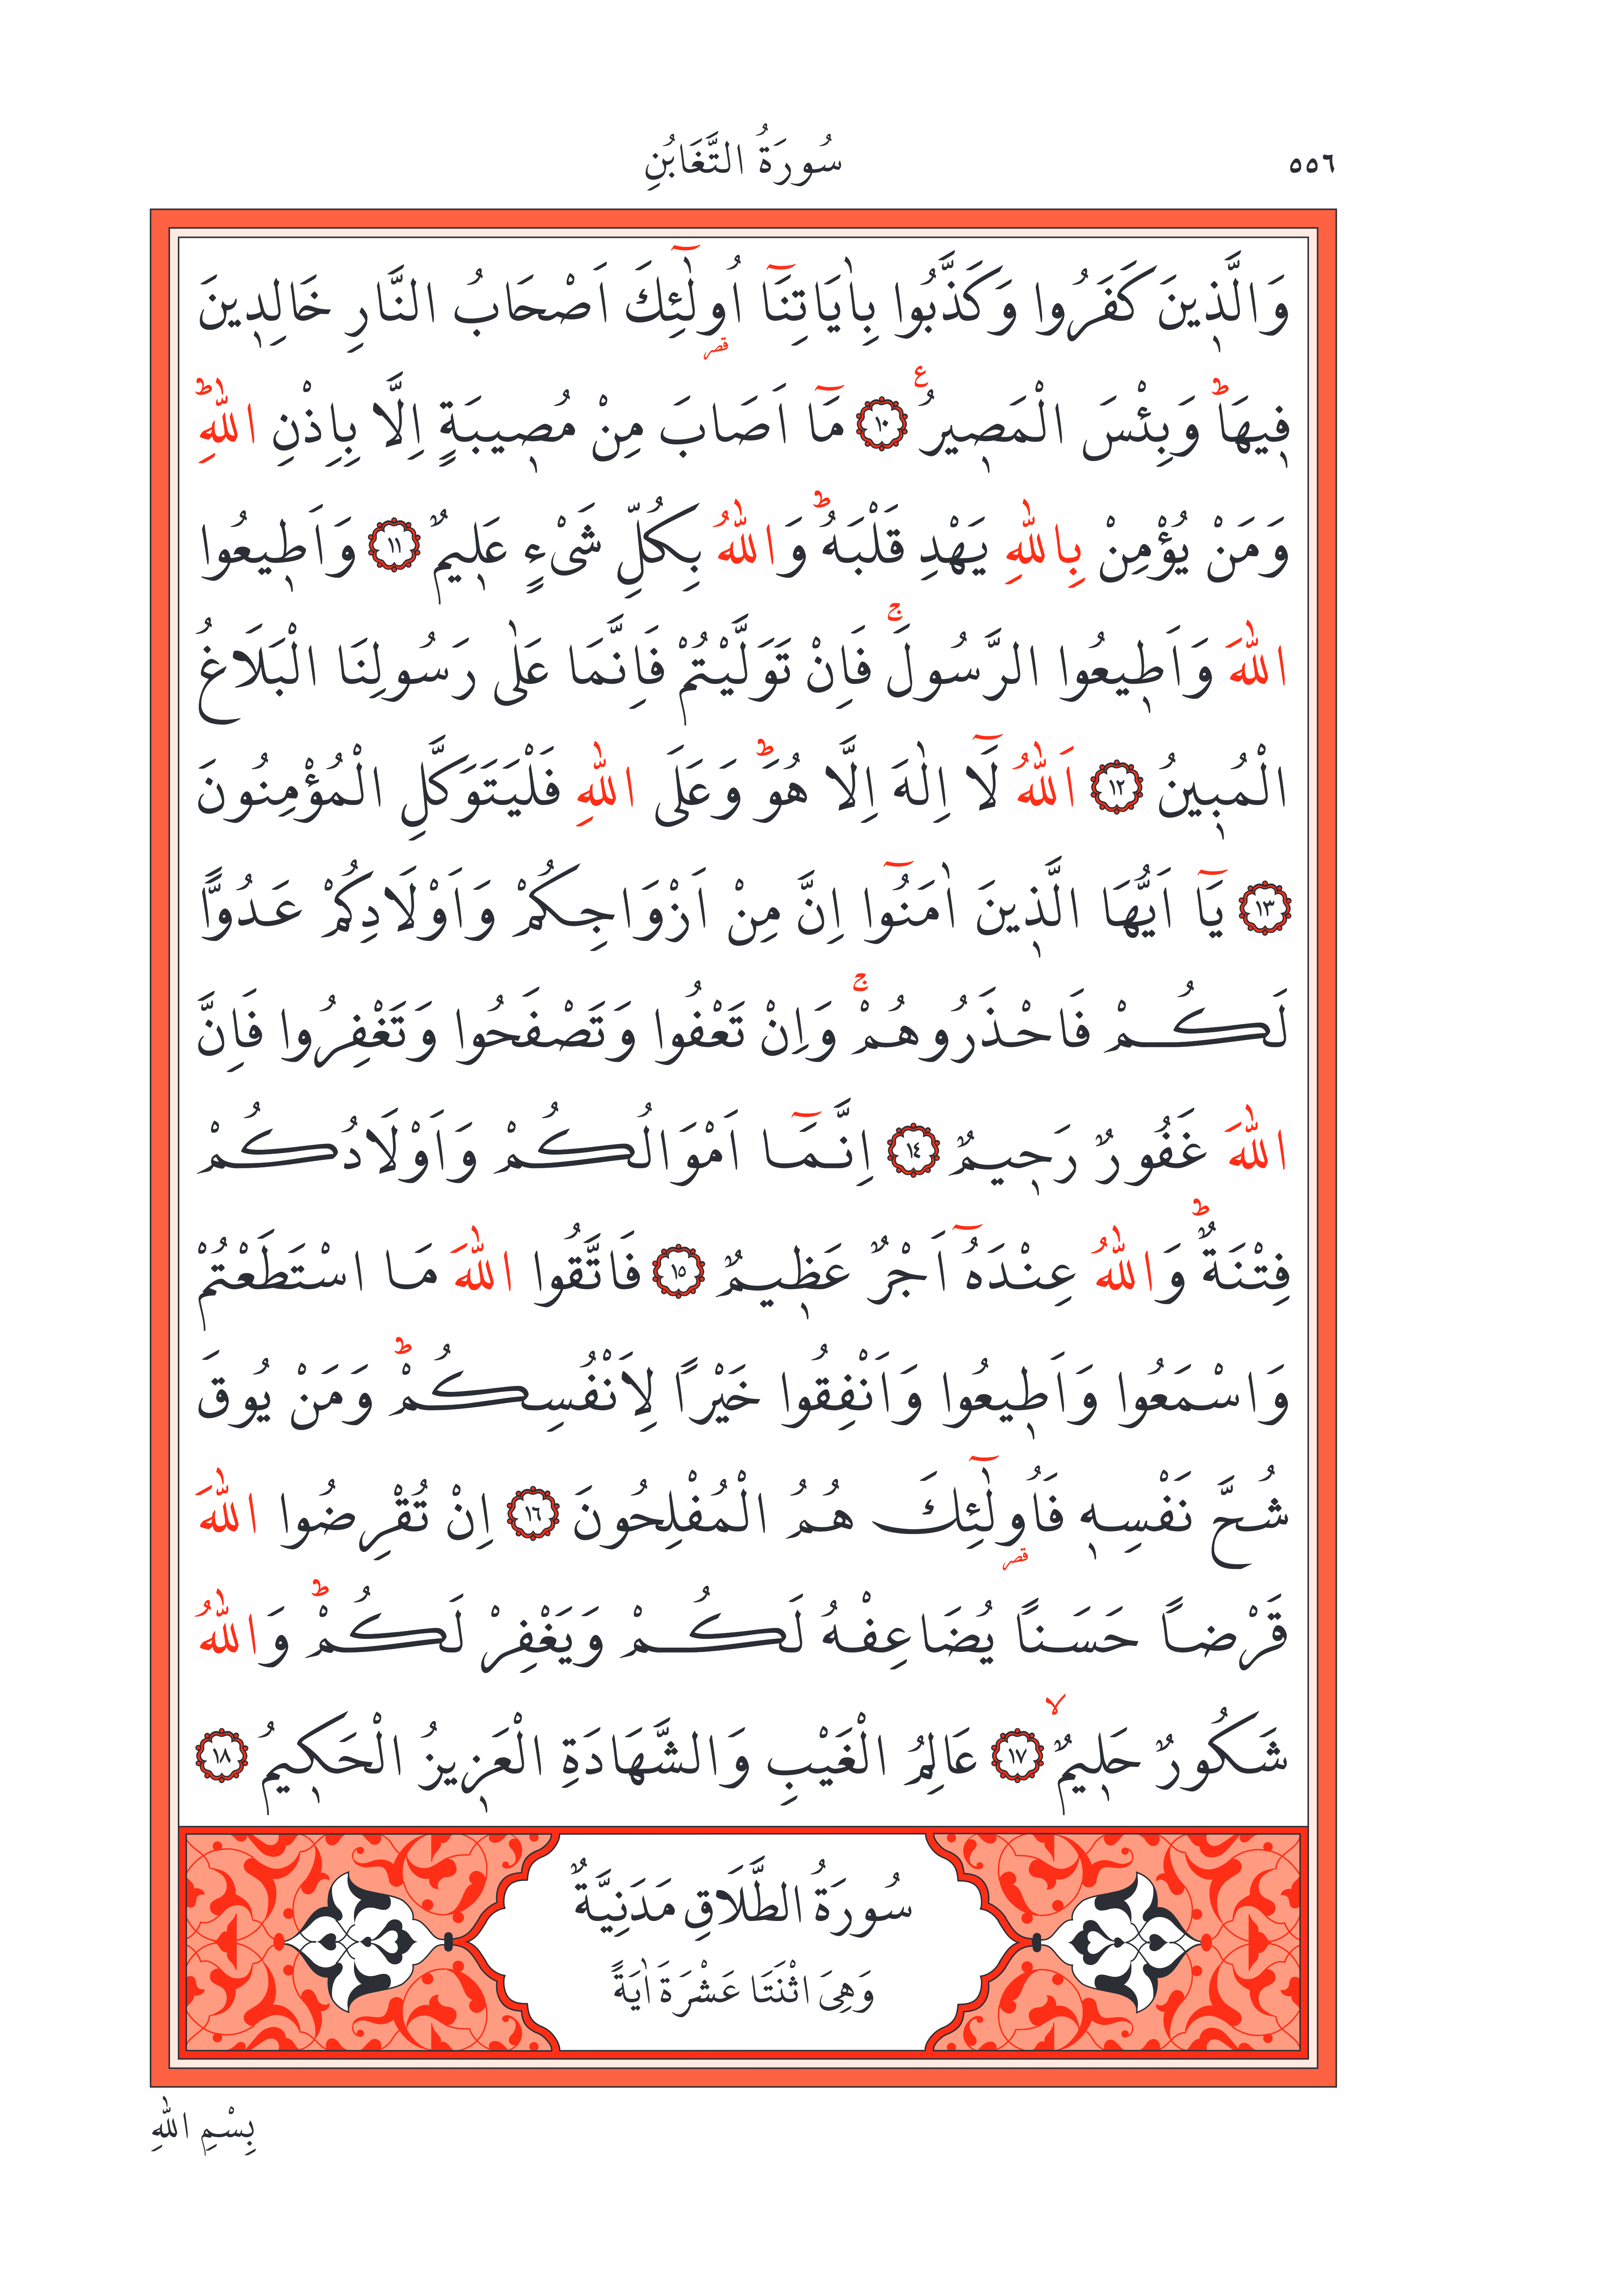 ٥٥٦
سُورَةُ التَّغَابُنِ
وَالَّذ۪ينَ كَفَرُوا وَكَذَّبُوا بِاٰيَاتِنَٓا اُو۬لٰٓئِكَ اَصْحَابُ النَّارِ خَالِد۪ينَ
قصر
ف۪يهَاۜ وَبِئْسَ الْمَص۪يرُ ع ﴿١٠﴾ مَٓا اَصَابَ مِنْ مُص۪يبَةٍ اِلَّا بِاِذْنِ اللّٰهِۜ
وَمَنْ يُؤْمِنْ بِاللّٰهِ يَهْدِ قَلْبَهُۜ وَاللّٰهُ بِكُلِّ شَىْءٍ عَل۪يمٌ ﴿١١﴾ وَاَط۪يعُوا
اللّٰهَ وَاَط۪يعُوا الرَّسُولَۚ فَاِنْ تَوَلَّيْتُمْ فَاِنَّمَا عَلٰى رَسُولِنَا الْبَلَاغُ
الْمُب۪ينُ ﴿١٢﴾ اَللّٰهُ لَٓا اِلٰهَ اِلَّا هُوَۜ وَعَلَى اللّٰهِ فَلْيَتَوَكَّلِ الْمُؤْمِنُونَ
﴿١٣﴾ يَٓا اَيُّهَا الَّذ۪ينَ اٰمَنُٓوا اِنَّ مِنْ اَزْوَاجِكُمْ وَاَوْلَادِكُمْ عَدُوًّا
لَكُمْ فَاحْذَرُوهُمْۚ وَاِنْ تَعْفُوا وَتَصْفَحُوا وَتَغْفِرُوا فَاِنَّ
اللّٰهَ غَفُورٌ رَح۪يمٌ ﴿١٤﴾ اِنَّمَٓا اَمْوَالُكُمْ وَاَوْلَادُكُمْ
فِتْنَةٌۜ وَاللّٰهُ عِنْدَهُٓ اَجْرٌ عَظ۪يمٌ ﴿١٥﴾ فَاتَّقُوا اللّٰهَ مَا اسْتَطَعْتُمْ
وَاسْمَعُوا وَاَط۪يعُوا وَاَنْفِقُوا خَيْرًا لِاَنْفُسِكُمْۜ وَمَنْ يُوقَ
شُحَّ نَفْسِه۪ فَاُو۬لٰٓئِكَ هُمُ الْمُفْلِحُونَ ﴿١٦﴾ اِنْ تُقْرِضُوا اللّٰهَ
قصر
قَرْضًا حَسَنًا يُضَاعِفْهُ لَكُمْ وَيَغْفِرْ لَكُمْۜ وَاللّٰهُ
شَكُورٌ حَل۪يمٌۙ ﴿١٧﴾ عَالِمُ الْغَيْبِ وَالشَّهَادَةِ الْعَز۪يزُ الْحَك۪يمُ ﴿١٨﴾
سُورَةُ الطَّلَاقِ مَدَنِيَّةٌ
وَهِىَ اثْنَتَا عَشْرَةَ اٰيَةً
بِسْمِ اللّٰهِ